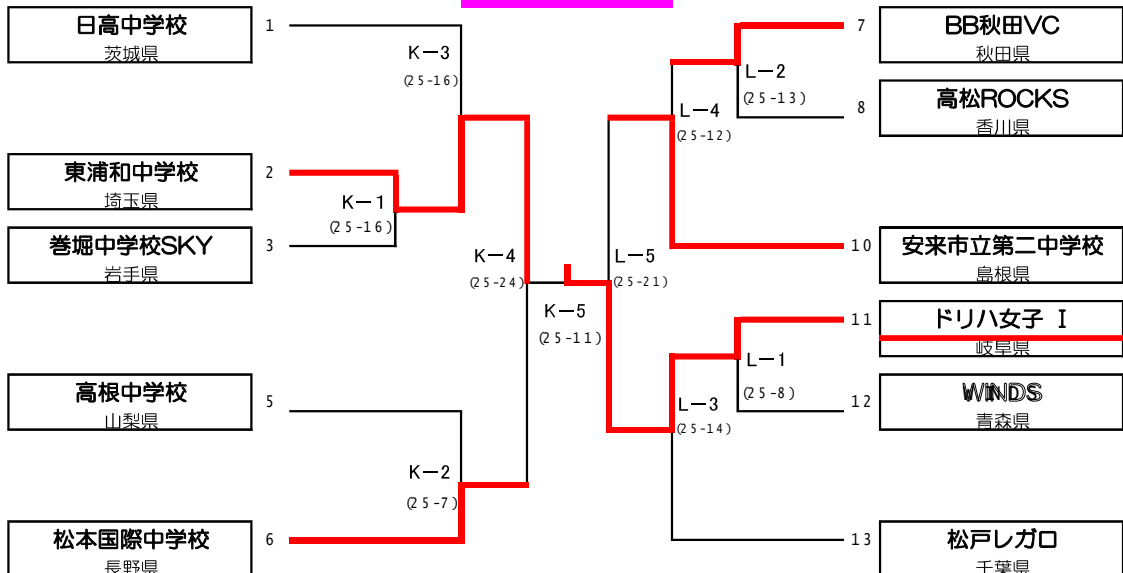 日高中学校
茨城県
1
K－3
(25-16)
東浦和中学校
埼玉県
2
K－1
(25-16)
巻堀中学校SKY
岩手県
3
K－4
(25-24)
K－5
(25-11)
高根中学校
山梨県
5
K－2
(25-7)
松本国際中学校
長野県
6
7
BB秋田VC
秋田県
L－2
(25-13)
8
高松ROCKS
香川県
L－4
(25-12)
10
安来市立第二中学校
島根県
L－5
(25-21)
11
ドリハ女子 I
岐阜県
L－1
(25-8)
12
WINDS
青森県
L－3
(25-14)
13
松戸レガロ
千葉県